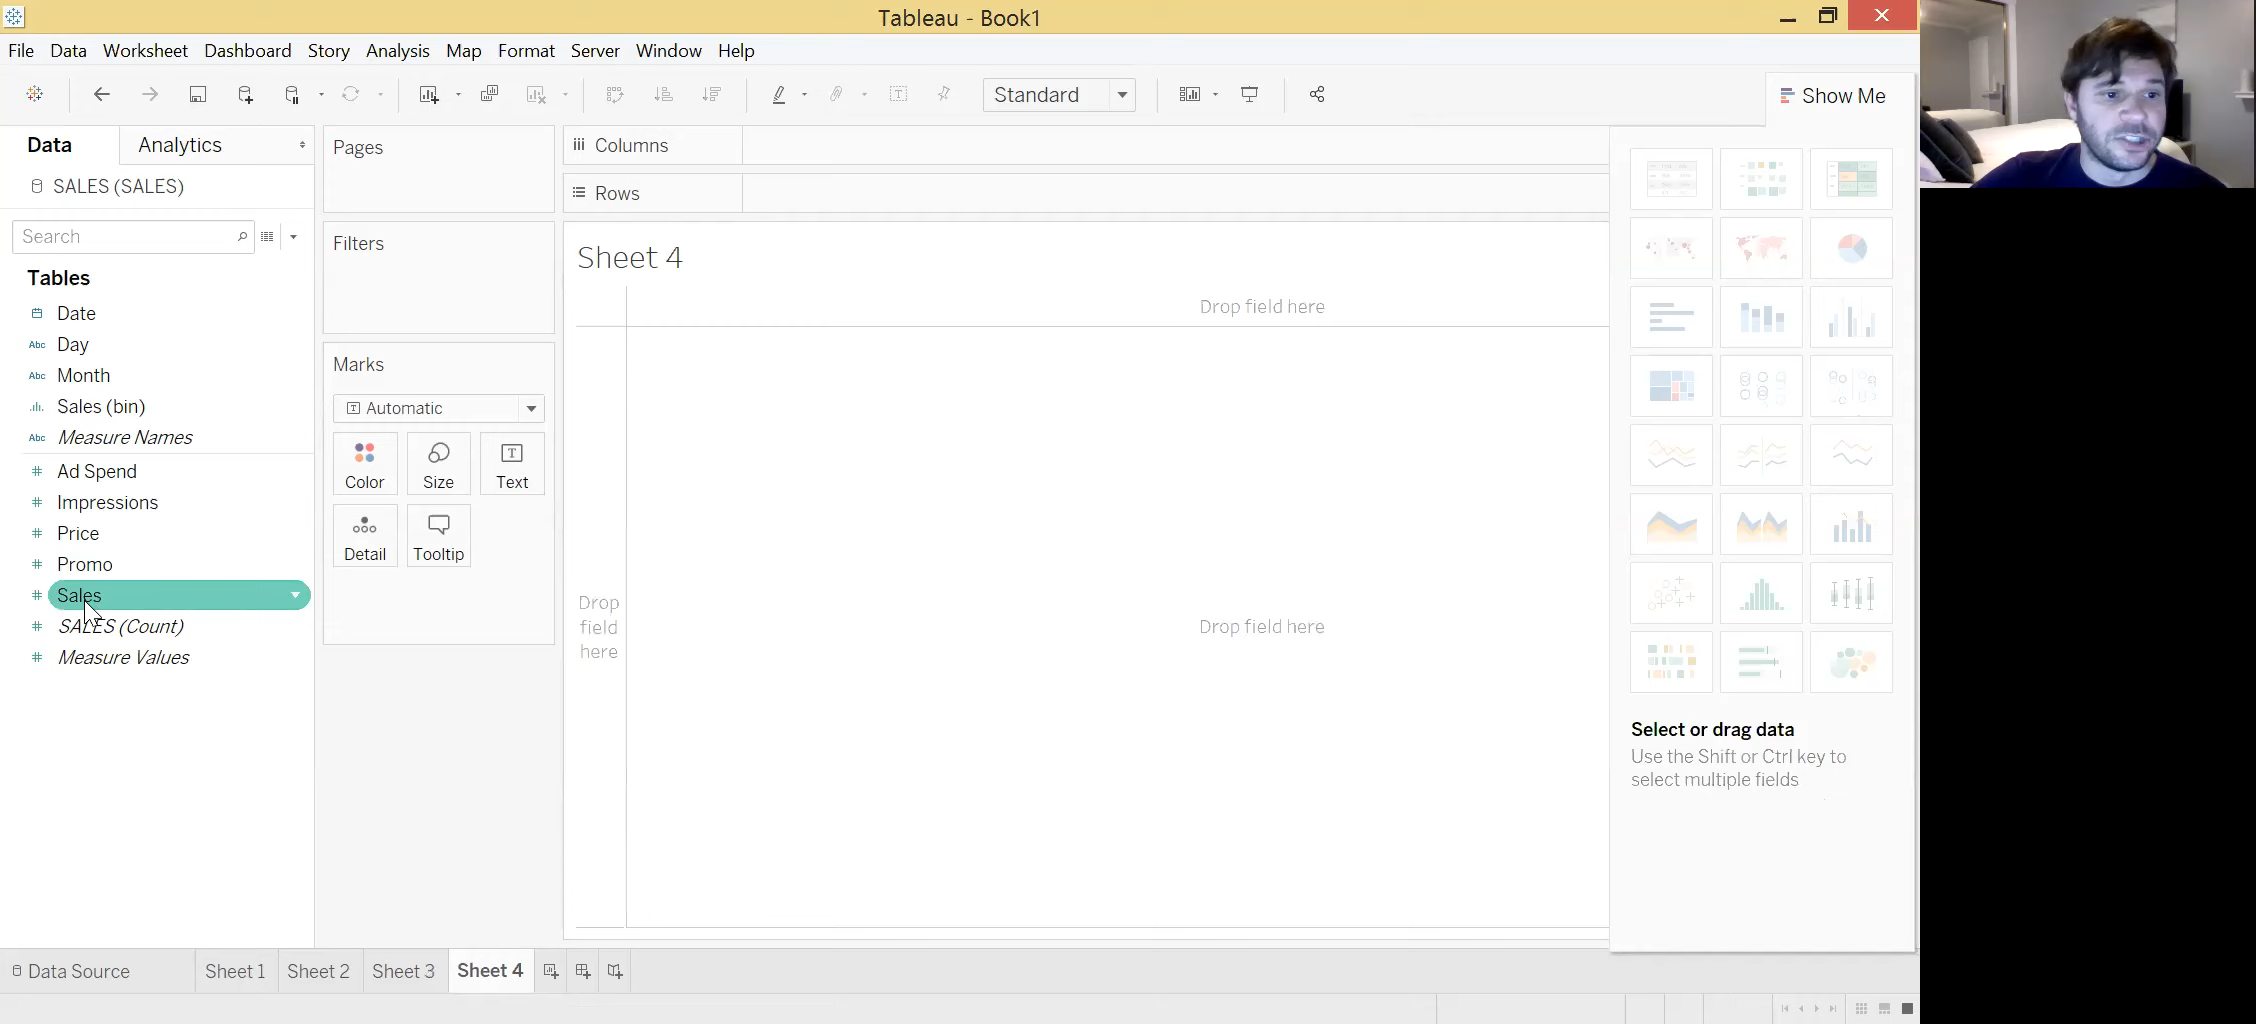 Tableau - Book1
File Data Worksheet Dashboard Story Analysis Map Format Server Window Help
Standard
Show Me
Data
Analytics
SALES (SALES)
Search
Tables
Date
Abc Day
Abc Month
Sales (bin)
Abc Measure Names
# Ad Spend
# Impressions
# Price
# Promo
# Sales
# SALES (Count)
# Measure Values
Pages
Filters
Marks
Automatic
Color
Size
Text
Detail
Tooltip
Columns
Rows
Sheet 4
Drop field here
Drop
field
here
Drop field here
Select or drag data
Use the Shift or Ctrl key to
select multiple fields
Data Source
Sheet 1
Sheet 2
Sheet 3
Sheet 4